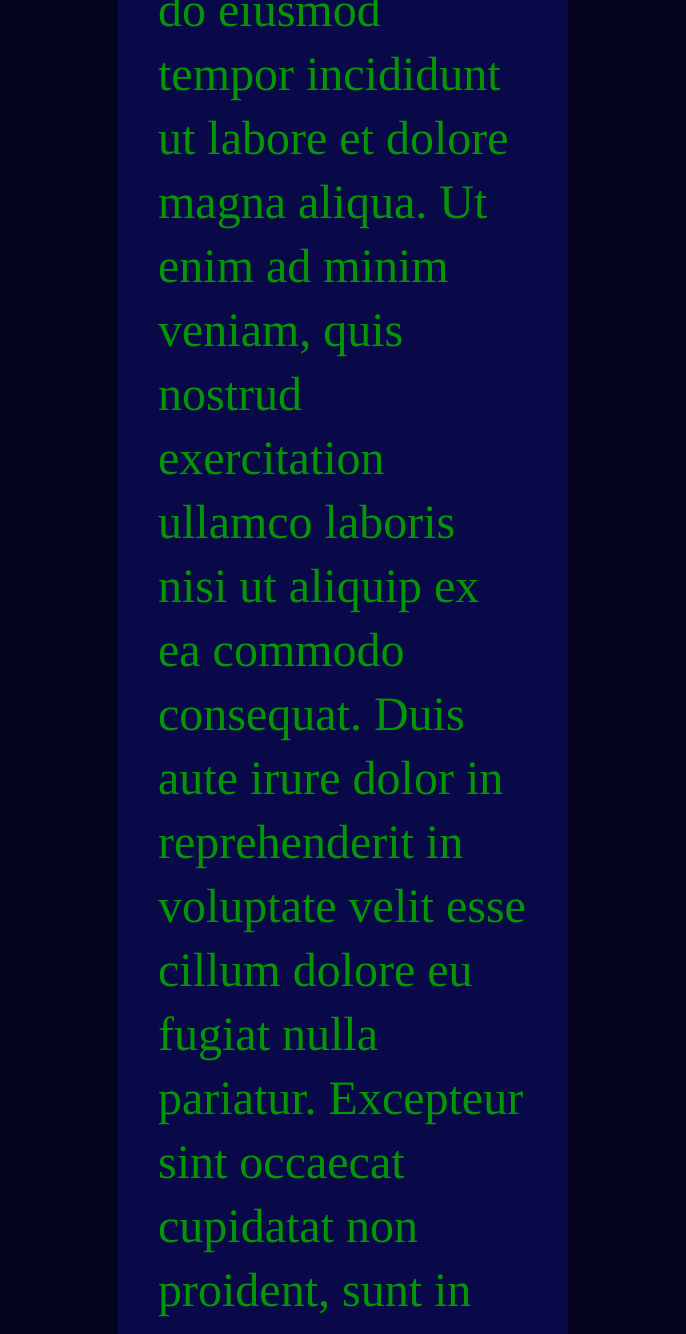 do eiusmod
tempor incididunt
ut labore et dolore
magna aliqua. Ut
enim ad minim
veniam, quis
nostrud
exercitation
ullamco laboris
nisi ut aliquip ex
ea commodo
consequat. Duis
aute irure dolor in
reprehenderit in
voluptate velit esse
cillum dolore eu
fugiat nulla
pariatur. Excepteur
sint occaecat
cupidatat non
proident, sunt in